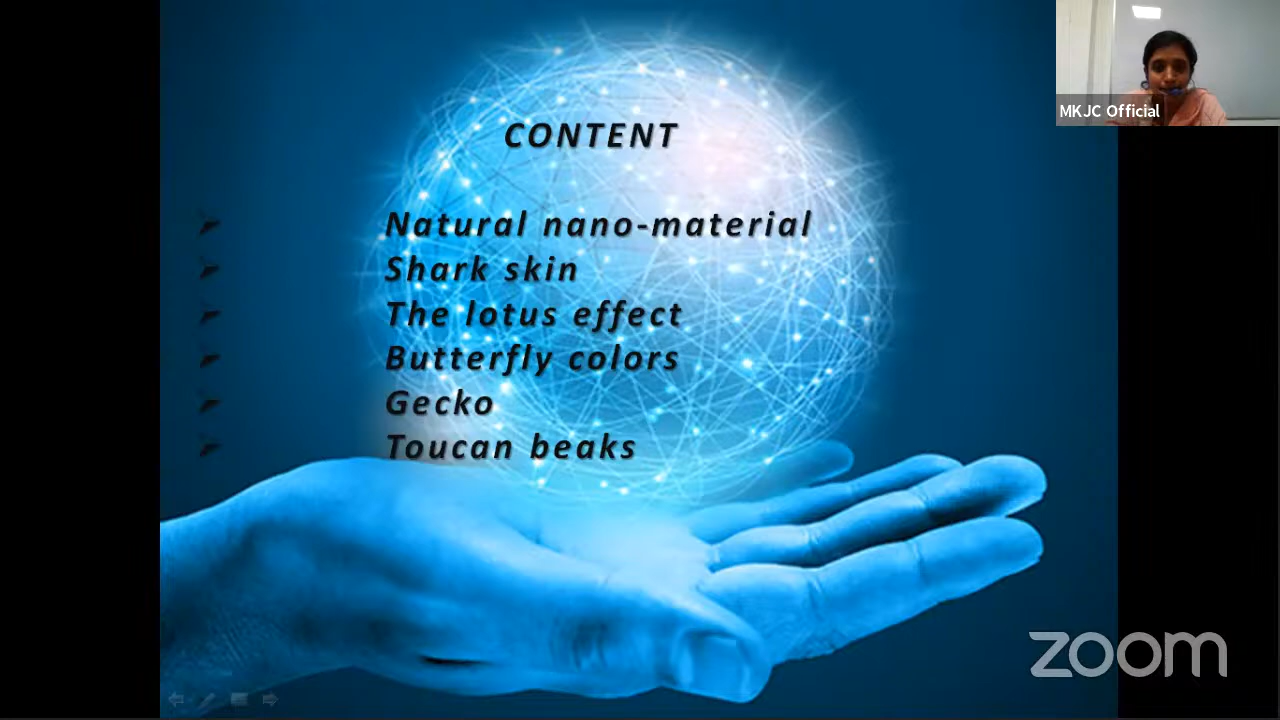 CONTENT
Natural nano-material
Shark skin
The lotus effect
Butterfly colors
Gecko
Toucan beaks
MKJC Official
zoom